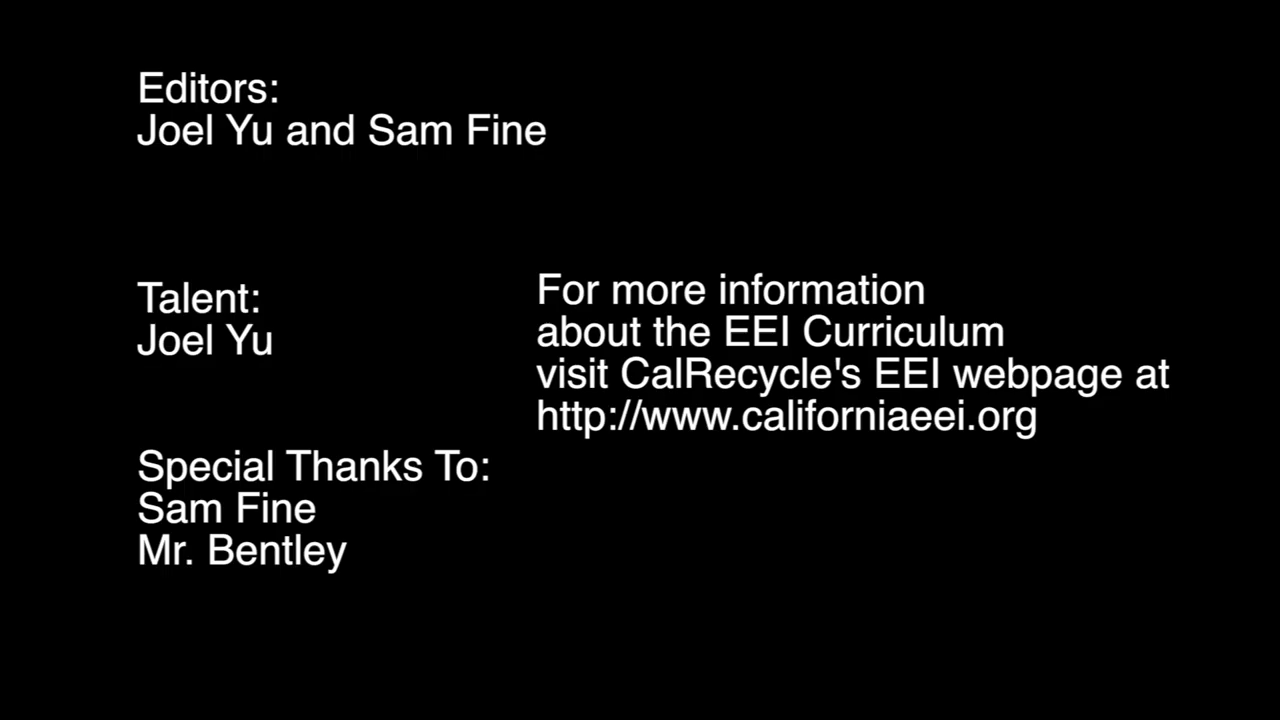 Editors:
Joel Yu and Sam Fine
Talent:
Joel Yu
For more information
about the EEI Curriculum
visit CalRecycle's EEI webpage at
http://www.californiaeei.org
Special Thanks To:
Sam Fine
Mr. Bentley